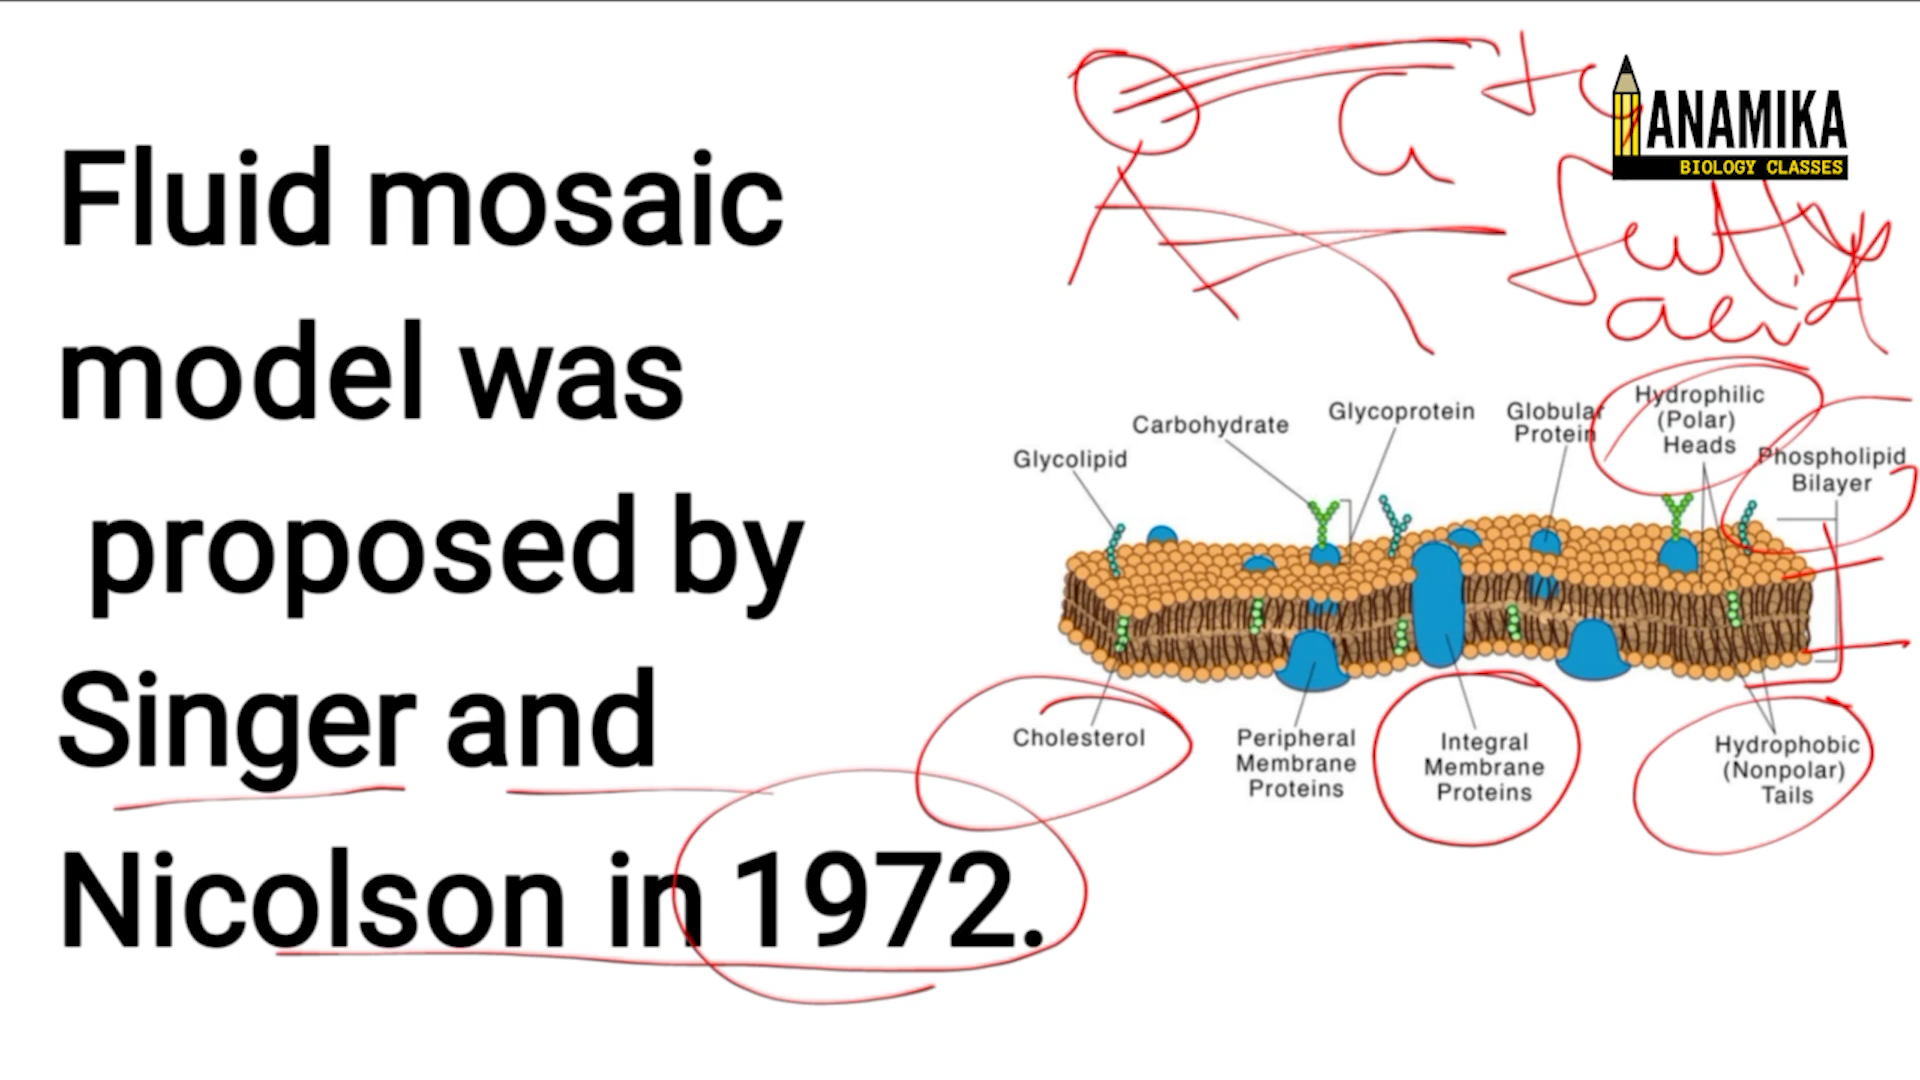 Fluid mosaic
model was
proposed by
Singer and
Nicolson in 1972.
ANAMIKA
BIOLOGY CLASSES
fatty
acid
Hydrophilic
(Polar)
Heads
Glycoprotein
Globular
Protein
Carbohydrate
Glycolipid
Phospholipid
Bilayer
Cholesterol
Peripheral
Membrane
Proteins
Integral
Membrane
Proteins
Hydrophobic
(Nonpolar)
Tails